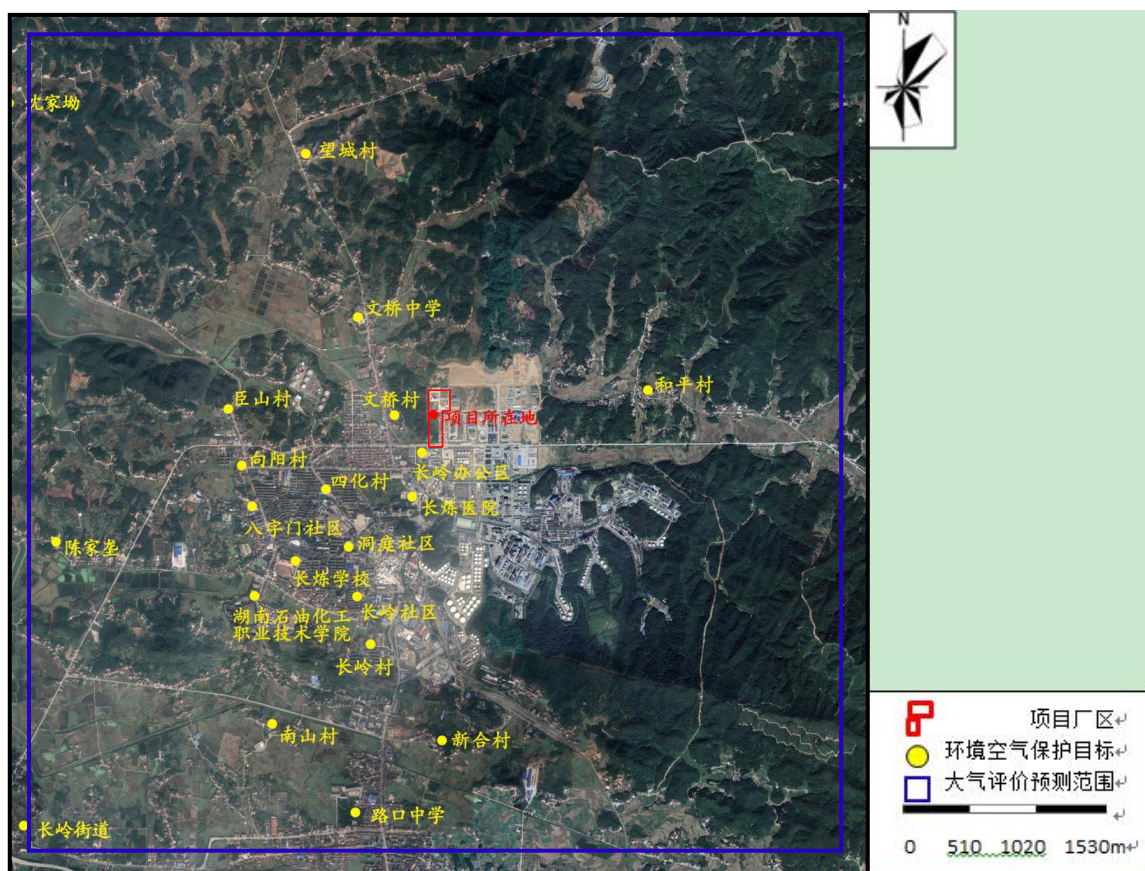 N
沈家坳
望城村
文桥中学
和平村
臣山村
文桥村
项目所在地
向阳村
长岭办公区
四化村
长炼医院
八字门社区
陈家垄
洞庭社区
长炼学校
湖南石油化工
职业技术学院
长岭社区
长岭村
南山村
新合村
路口中学
长岭街道
项目厂区
环境空气保护目标
大气评价预测范围
0 510 1020 1530m